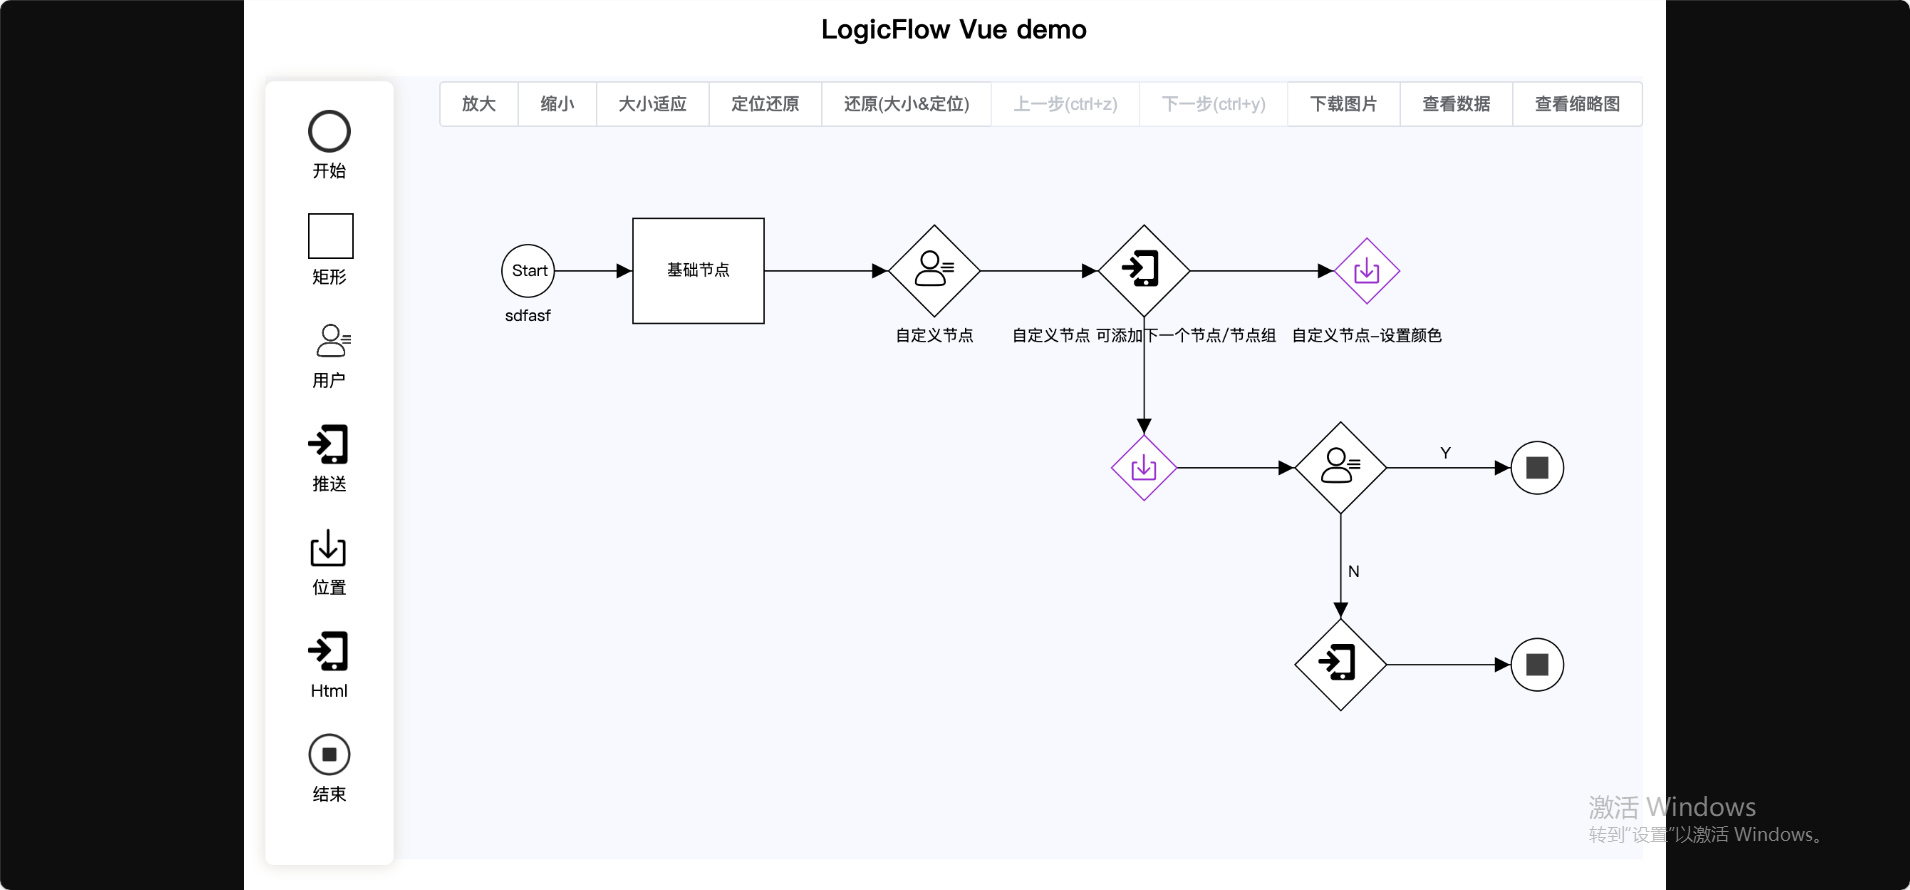 LogicFlow Vue demo
放大 缩小 大小适应 定位还原 还原(大小&定位) 上一步(ctrl+z) 下一步(ctrl+y) 下载图片 查看数据 查看缩略图
开始
矩形
用户
推送
位置
Html
结束
Start
sdfasf
基础节点
自定义节点
自定义节点 可添加下一个节点/节点组
自定义节点-设置颜色
Y
N
激活 Windows
转到"设置"以激活 Windows。